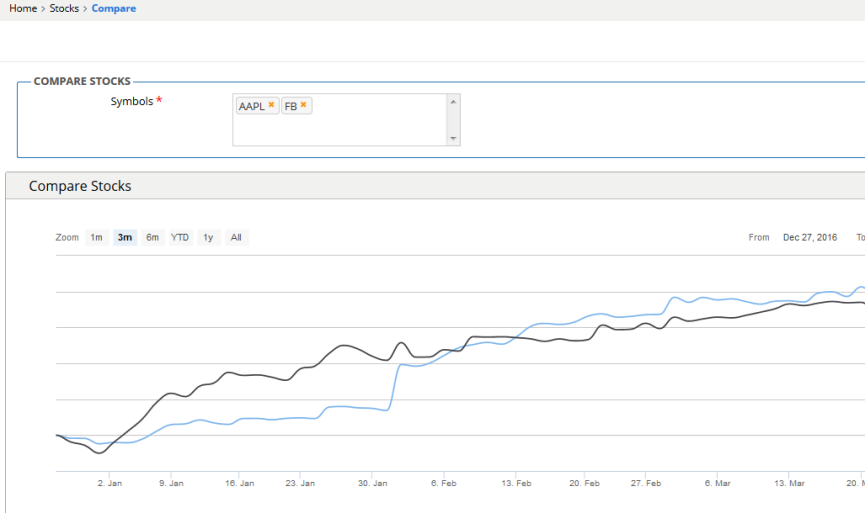 Home > Stocks > Compare
COMPARE STOCKS
Symbols *
AAPL × FB ×
Compare Stocks
Zoom 1m 3m 6m YTD 1y All From Dec 27, 2016 To
2. Jan 9. Jan 16. Jan 23. Jan 30. Jan 6. Feb 13. Feb 20. Feb 27. Feb 6. Mar 13. Mar 20. M